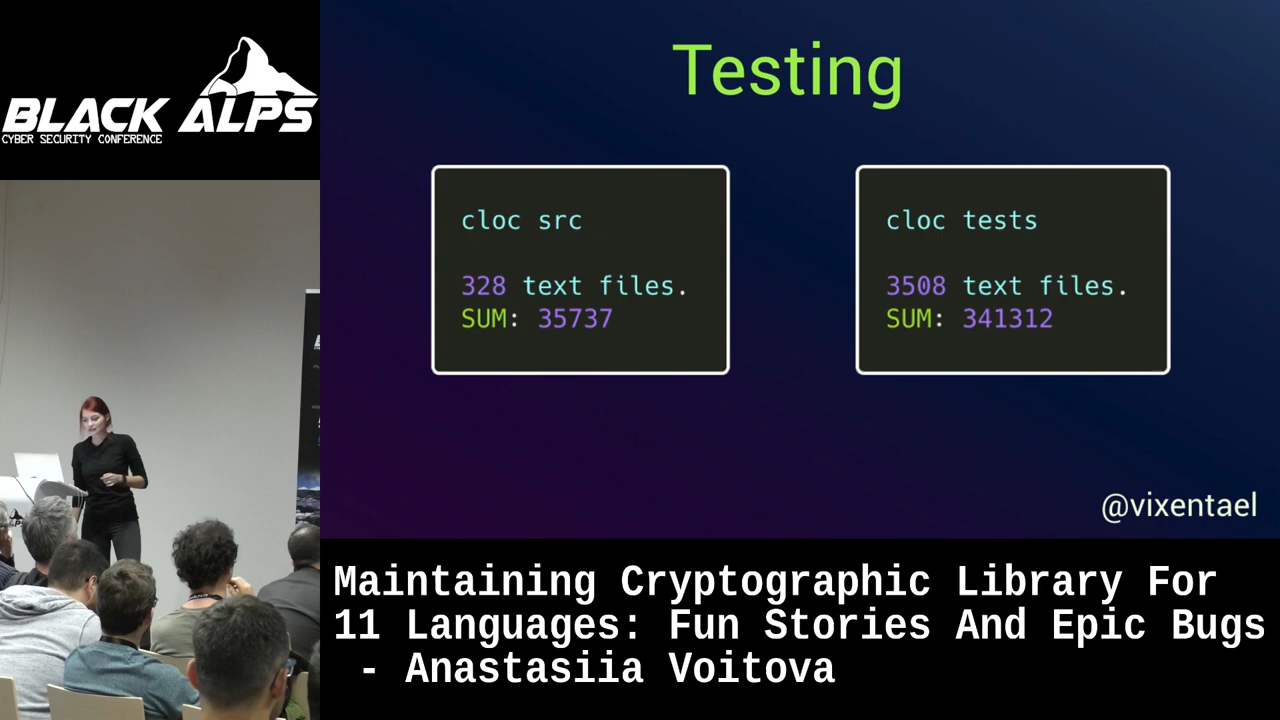 BLACK ALPS
CYBER SECURITY CONFERENCE
Testing
cloc src
328 text files.
SUM: 35737
cloc tests
3508 text files.
SUM: 341312
@vixentael
Maintaining Cryptographic Library For
11 Languages: Fun Stories And Epic Bugs
- Anastasiia Voitova